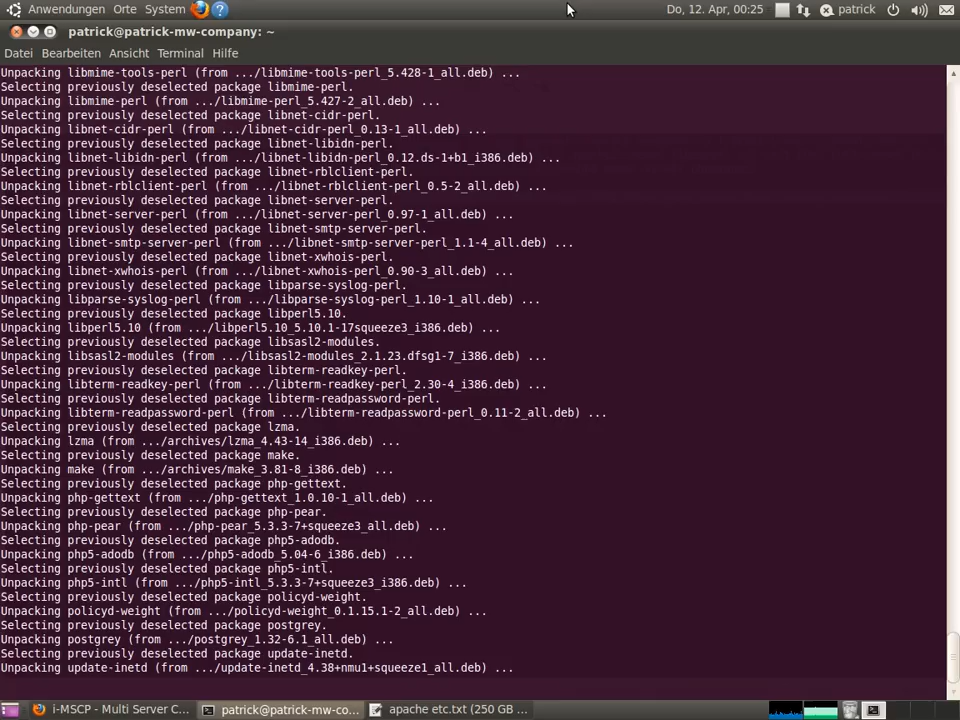 Anwendungen Orte System Do, 12. Apr, 00:25 patrick
patrick@patrick-mw-company: ~
Datei Bearbeiten Ansicht Terminal Hilfe
Unpacking libmime-tools-perl (from .../libmime-tools-perl_5.428-1_all.deb) ...
Selecting previously deselected package libmime-perl.
Unpacking libmime-perl (from .../libmime-perl_5.427-2_all.deb) ...
Selecting previously deselected package libnet-cidr-perl.
Unpacking libnet-cidr-perl (from .../libnet-cidr-perl_0.13-1_all.deb) ...
Selecting previously deselected package libnet-libidn-perl.
Unpacking libnet-libidn-perl (from .../libnet-libidn-perl_0.12.ds-1+b1_i386.deb) ...
Selecting previously deselected package libnet-rblclient-perl.
Unpacking libnet-rblclient-perl (from .../libnet-rblclient-perl_0.5-2_all.deb) ...
Selecting previously deselected package libnet-server-perl.
Unpacking libnet-server-perl (from .../libnet-server-perl_0.97-1_all.deb) ...
Selecting previously deselected package libnet-smtp-server-perl.
Unpacking libnet-smtp-server-perl (from .../libnet-smtp-server-perl_1.1-4_all.deb) ...
Selecting previously deselected package libnet-xwhois-perl.
Unpacking libnet-xwhois-perl (from .../libnet-xwhois-perl_0.90-3_all.deb) ...
Selecting previously deselected package libparse-syslog-perl.
Unpacking libparse-syslog-perl (from .../libparse-syslog-perl_1.10-1_all.deb) ...
Selecting previously deselected package libperl5.10.
Unpacking libperl5.10 (from .../libperl5.10_5.10.1-17squeeze3_i386.deb) ...
Selecting previously deselected package libsasl2-modules.
Unpacking libsasl2-modules (from .../libsasl2-modules_2.1.23.dfsg1-7_i386.deb) ...
Selecting previously deselected package libterm-readkey-perl.
Unpacking libterm-readkey-perl (from .../libterm-readkey-perl_2.30-4_i386.deb) ...
Selecting previously deselected package libterm-readpassword-perl.
Unpacking libterm-readpassword-perl (from .../libterm-readpassword-perl_0.11-2_all.deb) ...
Selecting previously deselected package lzma.
Unpacking lzma (from .../archives/lzma_4.43-14_i386.deb) ...
Selecting previously deselected package make.
Unpacking make (from .../archives/make_3.81-8_i386.deb) ...
Selecting previously deselected package php-gettext.
Unpacking php-gettext (from .../php-gettext_1.0.10-1_all.deb) ...
Selecting previously deselected package php-pear.
Unpacking php-pear (from .../php-pear_5.3.3-7+squeeze3_all.deb) ...
Selecting previously deselected package php5-adodb.
Unpacking php5-adodb (from .../php5-adodb_5.04-6_i386.deb) ...
Selecting previously deselected package php5-intl.
Unpacking php5-intl (from .../php5-intl_5.3.3-7+squeeze3_i386.deb) ...
Selecting previously deselected package policyd-weight.
Unpacking policyd-weight (from .../policyd-weight_0.1.15.1-2_all.deb) ...
Selecting previously deselected package postgrey.
Unpacking postgrey (from .../postgrey_1.32-6.1_all.deb) ...
Selecting previously deselected package update-inetd.
Unpacking update-inetd (from .../update-inetd_4.38+nmu1+squeeze1_all.deb) ...
i-MSCP - Multi Server C... patrick@patrick-mw-co... apache etc.txt (250 GB ...